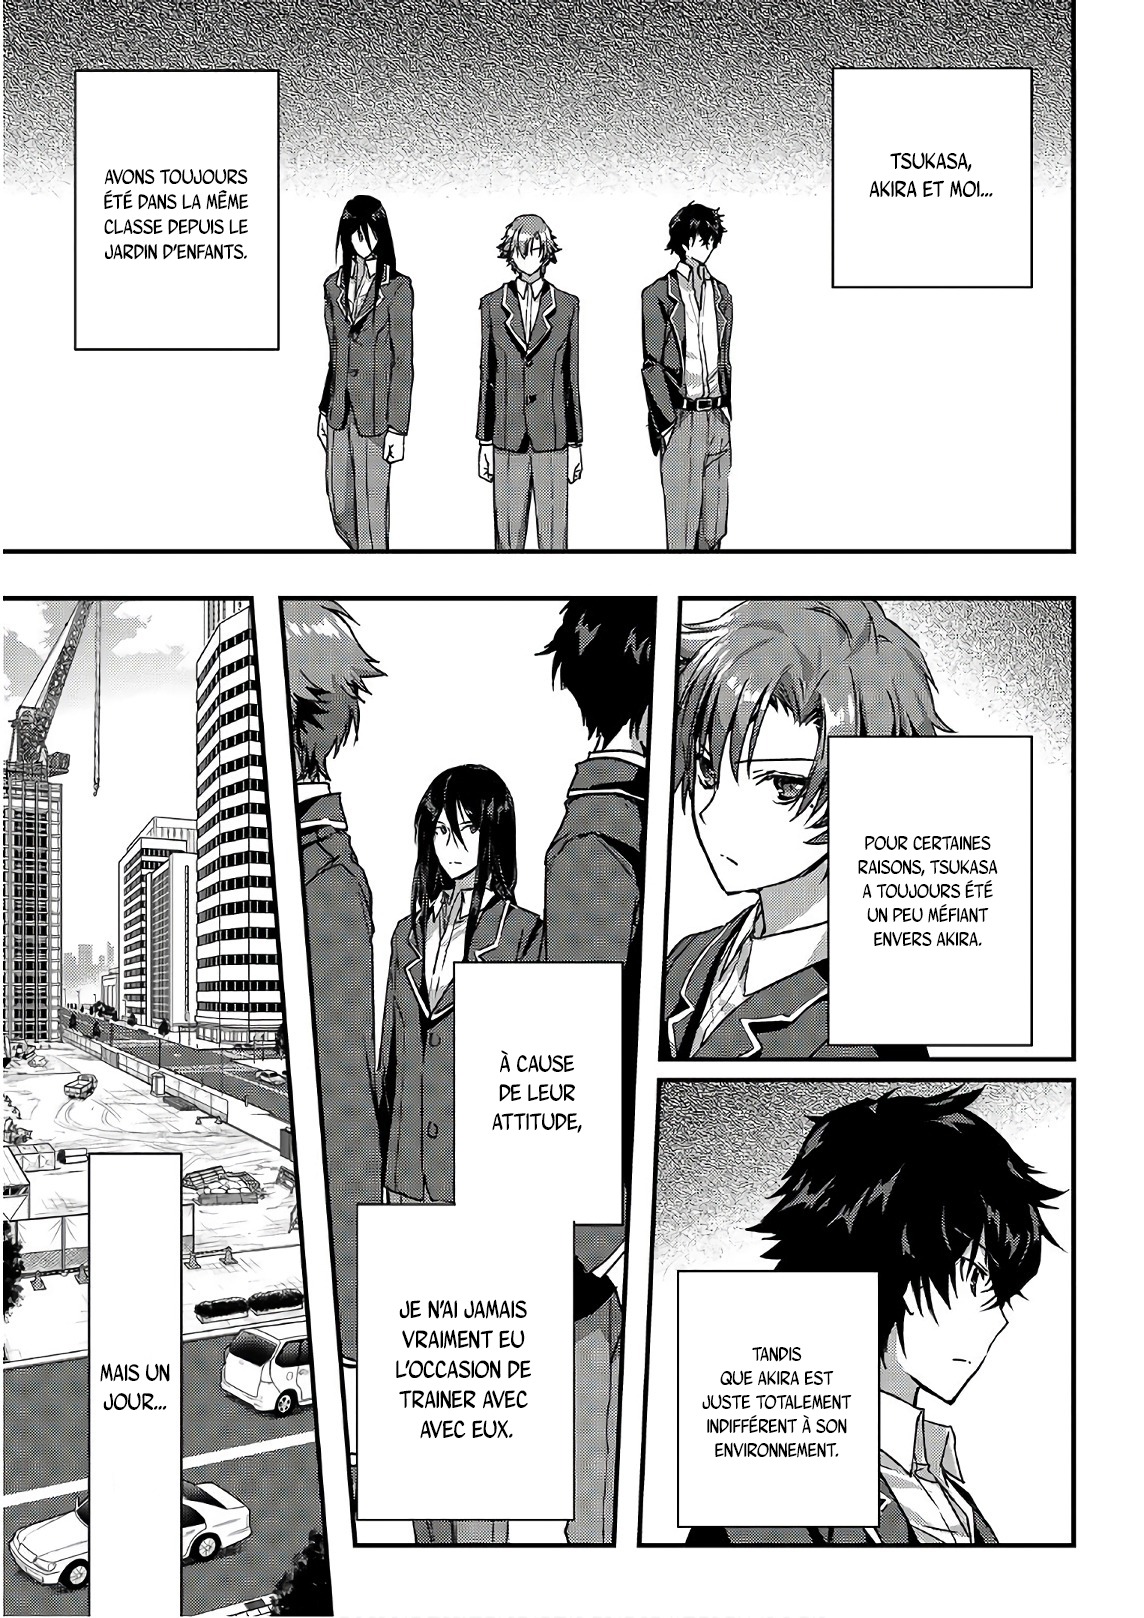 TSUKASA,
AKIRA ET MOI...
AVONS TOUJOURS
ÉTÉ DANS LA MÊME
CLASSE DEPUIS LE
JARDIN D'ENFANTS.
POUR CERTAINES
RAISONS, TSUKASA
A TOUJOURS ÉTÉ
UN PEU MÉFIANT
ENVERS AKIRA.
TANDIS
QUE AKIRA EST
JUSTE TOTALEMENT
INDIFFÉRENT À SON
ENVIRONNEMENT.
À CAUSE
DE LEUR
ATTITUDE,
JE N'AI JAMAIS
VRAIMENT EU
L'OCCASION DE
TRAINER AVEC
AVEC EUX.
MAIS UN
JOUR...